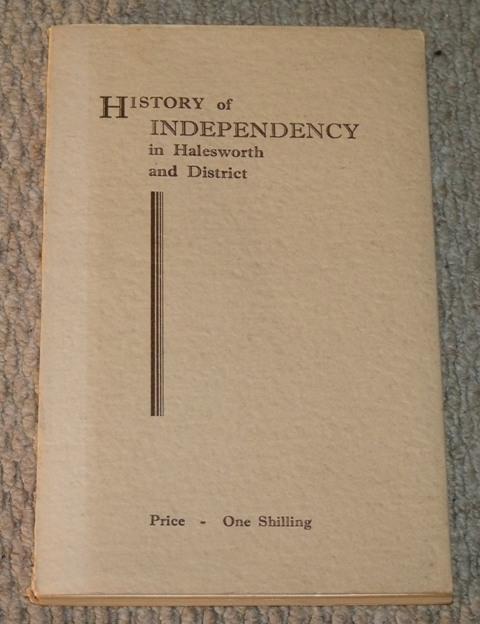 History of
INDEPENDENCY
in Halesworth
and District
Price - One Shilling